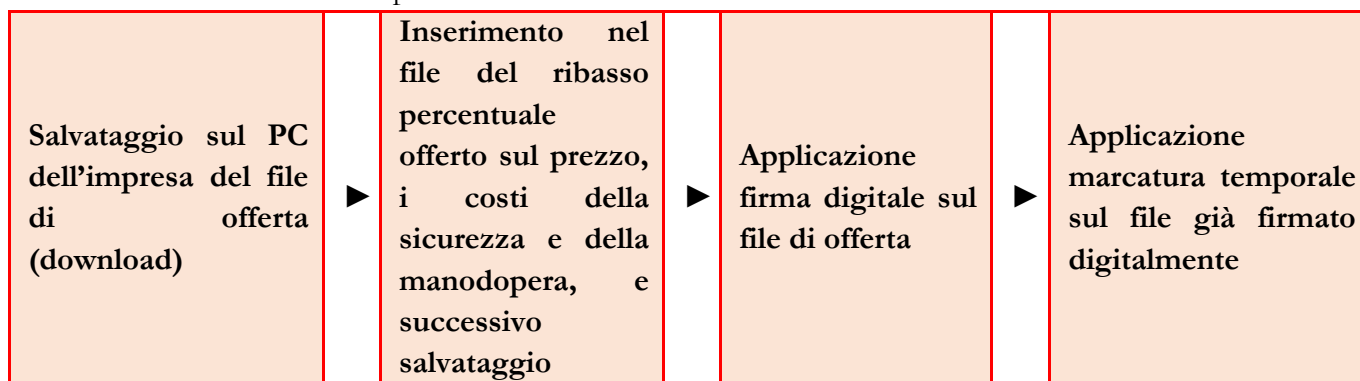 Salvataggio sul PC
dell'impresa del file
di offerta
(download)
►
Inserimento nel
file del ribasso
percentuale
offerto sul prezzo,
i costi della
sicurezza e della
manodopera, e
successivo
salvataggio
►
Applicazione
firma digitale sul
file di offerta
►
Applicazione
marcatura temporale
sul file già firmato
digitalmente